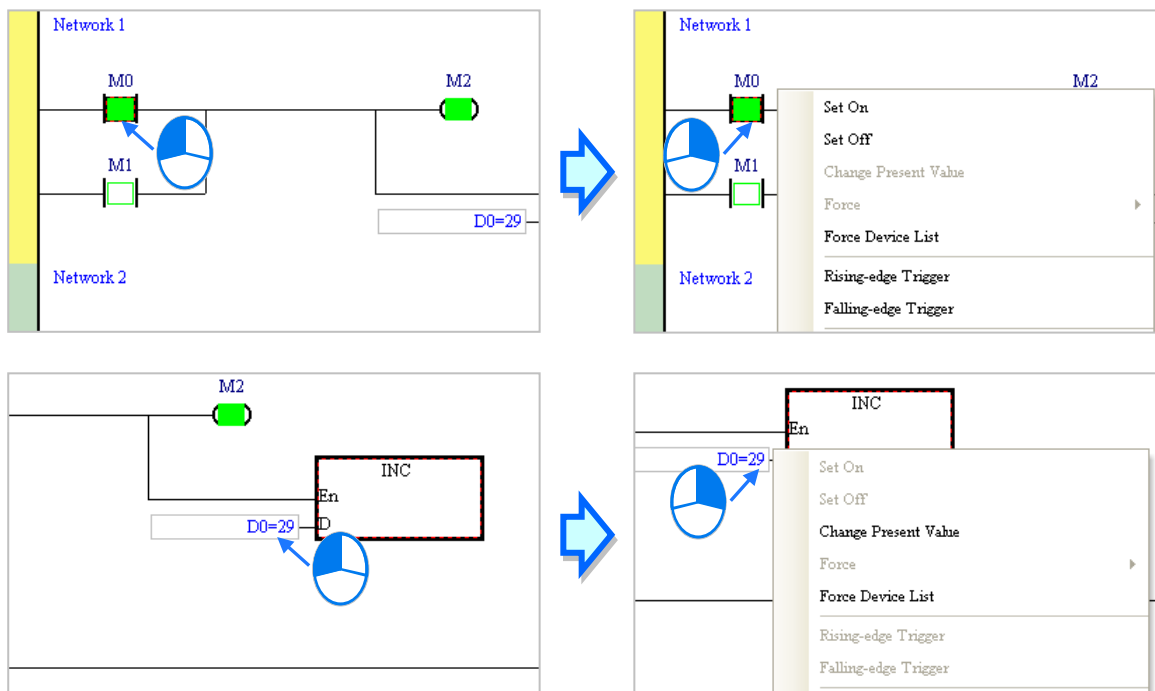 Network 1
M0
M2
M1
D0=29
Network 2
Network 1
M0
M2
M1
Network 2
Set On
Set Off
Change Present Value
Force
Force Device List
Rising-edge Trigger
Falling-edge Trigger
M2
INC
En
D0=29
D
INC
En
D0=29
Set On
Set Off
Change Present Value
Force
Force Device List
Rising-edge Trigger
Falling-edge Trigger